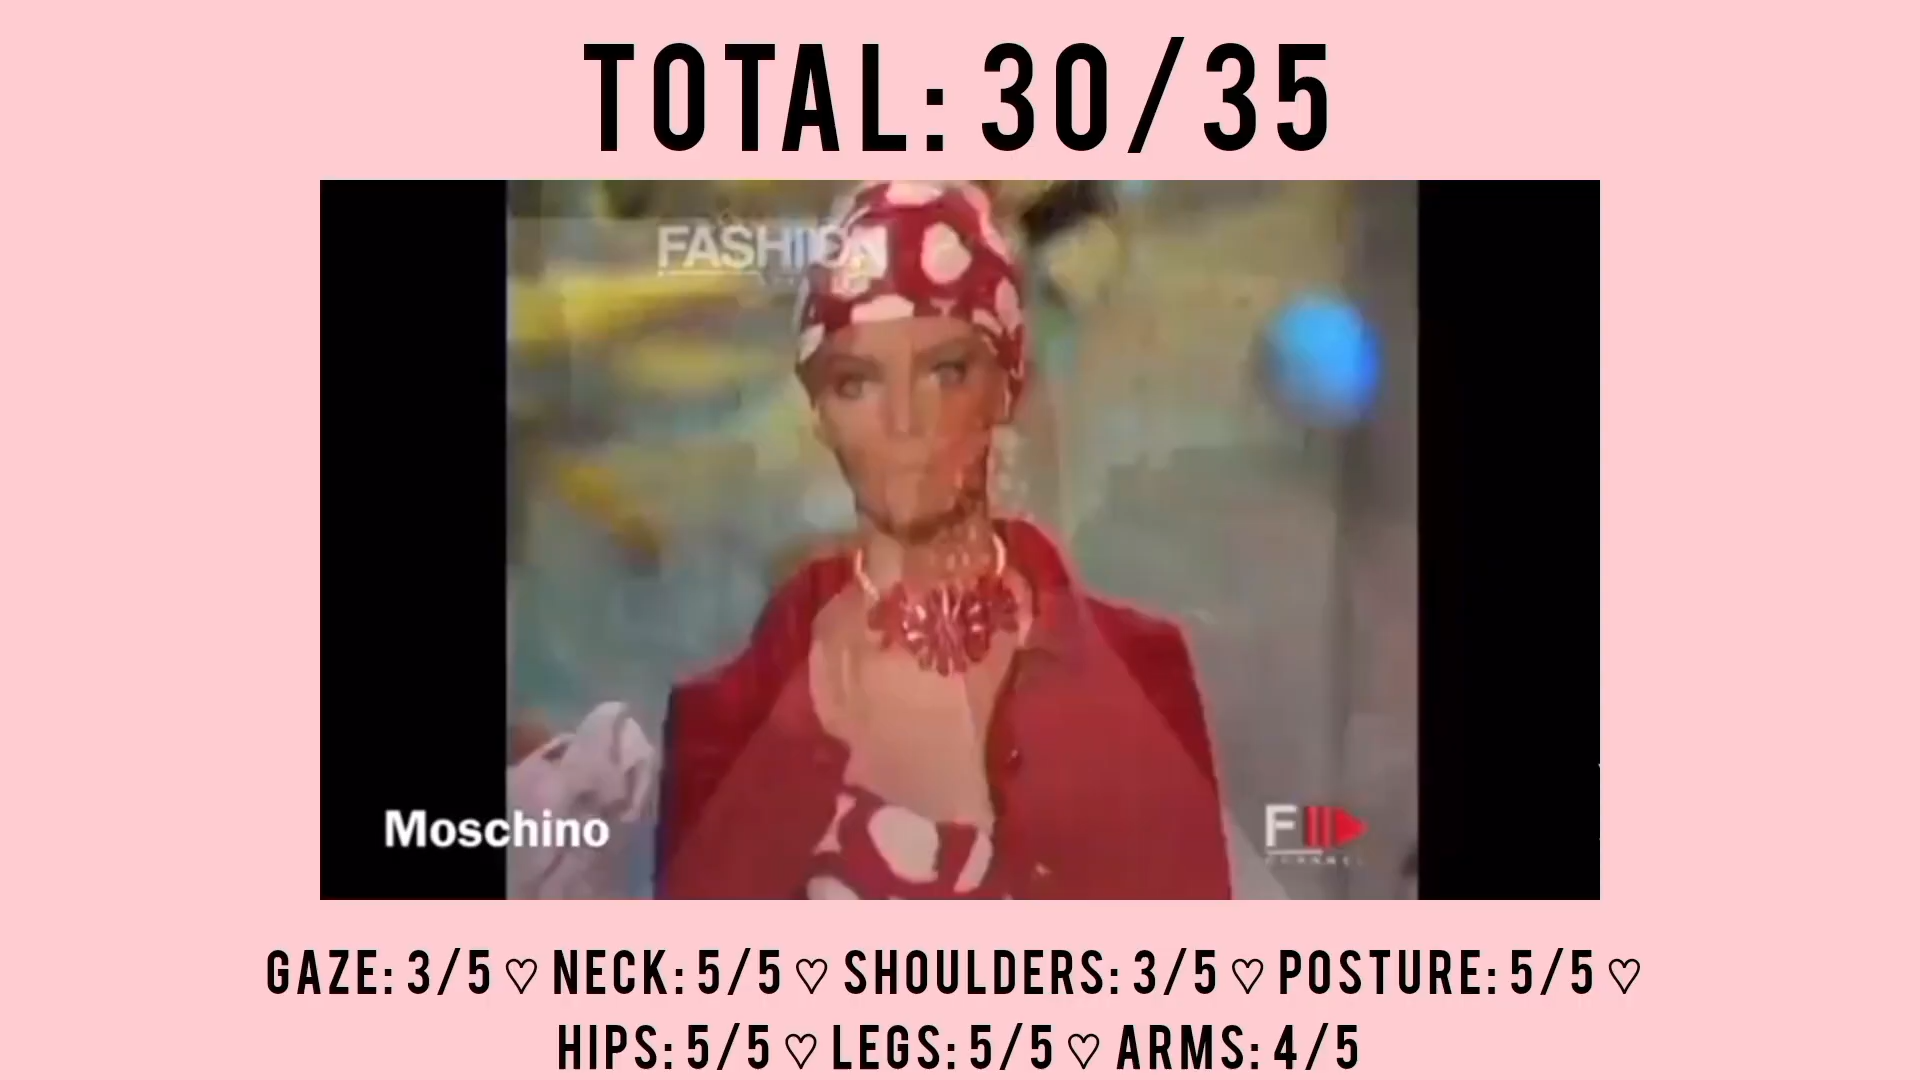 TOTAL: 30/35
FASHION
Moschino
F
CHANNEL
GAZE: 3/5 ♡ NECK: 5/5 ♡ SHOULDERS: 3/5 ♡ POSTURE: 5/5 ♡
HIPS: 5/5 ♡ LEGS: 5/5 ♡ ARMS: 4/5